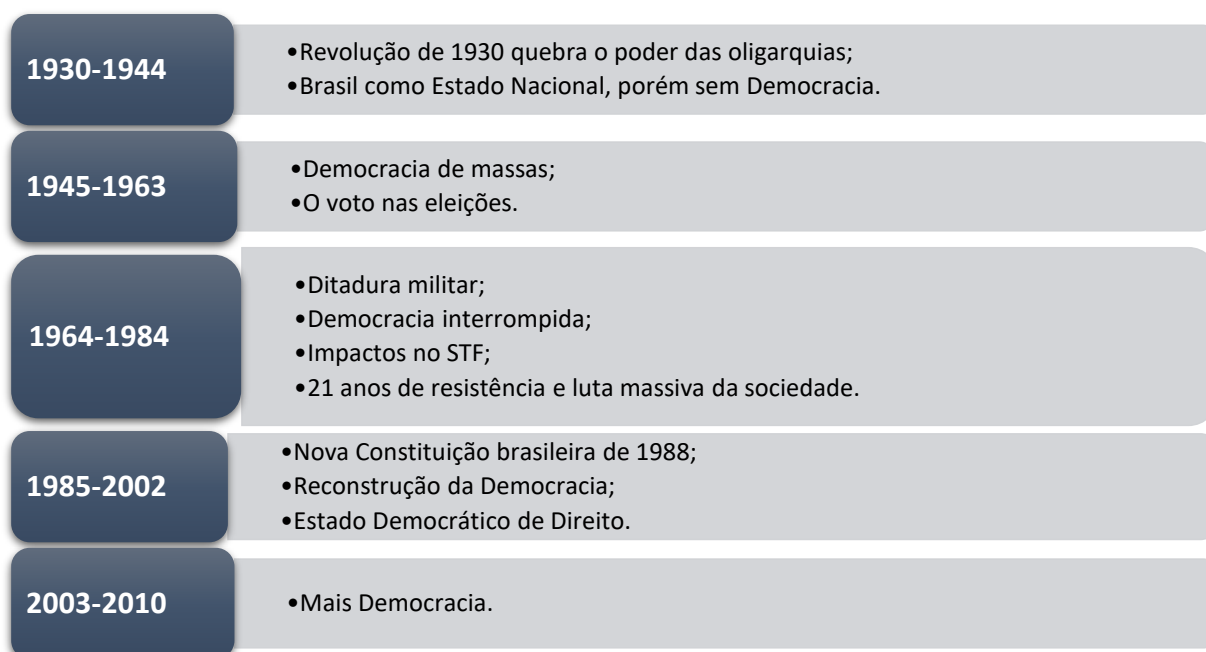 1930-1944
•Revolução de 1930 quebra o poder das oligarquias;
•Brasil como Estado Nacional, porém sem Democracia.
1945-1963
•Democracia de massas;
•O voto nas eleições.
1964-1984
•Ditadura militar;
•Democracia interrompida;
•Impactos no STF;
•21 anos de resistência e luta massiva da sociedade.
1985-2002
•Nova Constituição brasileira de 1988;
•Reconstrução da Democracia;
•Estado Democrático de Direito.
2003-2010
•Mais Democracia.